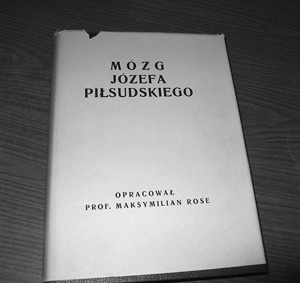 MÓZG
JÓZEFA
PIŁSUDSKIEGO
OPRACOWAŁ
PROF. MAKSYMILIAN ROSE